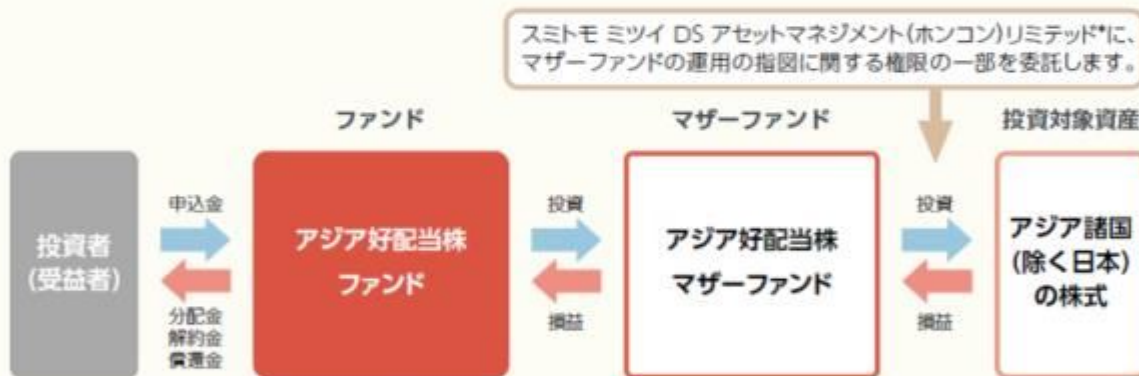 スミトモ ミツイ DS アセットマネジメント(ホンコン)リミテッド*に、
マザーファンドの運用の指図に関する権限の一部を委託します。
ファンド
マザーファンド
投資対象資産
投資者
(受益者)
申込金
分配金
解約金
償還金
アジア好配当株
ファンド
投資
損益
アジア好配当株
マザーファンド
投資
損益
アジア諸国
(除く日本)
の株式